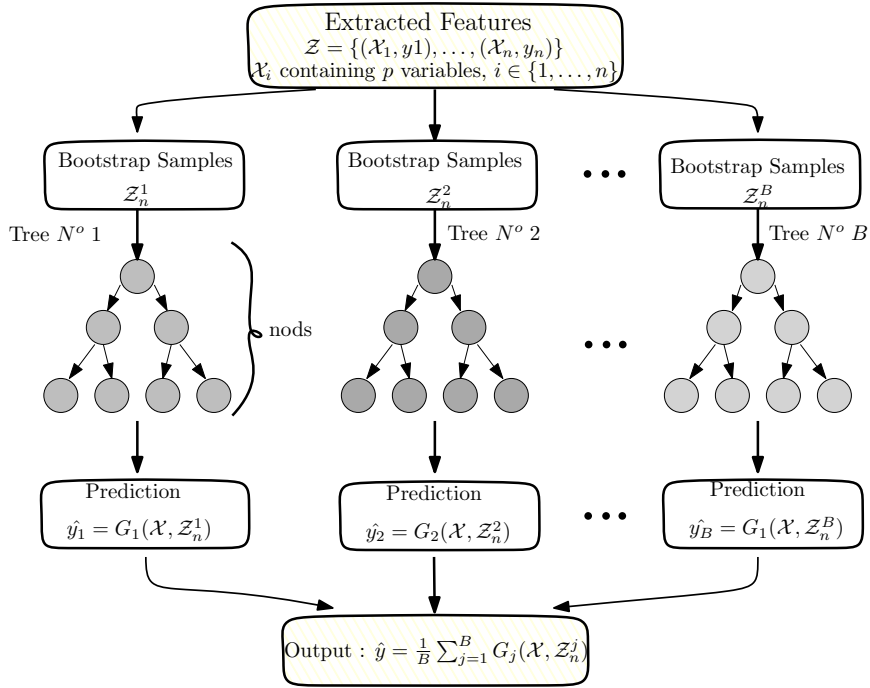 Extracted Features
𝒵 = {(𝒳₁, y1), . . . , (𝒳ₙ, yₙ)}
𝒳ᵢ containing p variables, i ∈ {1, . . . , n}
Bootstrap Samples
𝒵ₙ¹
Bootstrap Samples
𝒵ₙ²
•••
Bootstrap Samples
𝒵ₙᴮ
Tree Nᵒ 1
Tree Nᵒ 2
Tree Nᵒ B
nods
•••
Prediction
ŷ₁ = G₁(𝒳, 𝒵ₙ¹)
Prediction
ŷ₂ = G₂(𝒳, 𝒵ₙ²)
•••
Prediction
ŷ_B = G₁(𝒳, 𝒵ₙᴮ)
Output : ŷ = 1/B ∑ⱼ₌₁ᴮ Gⱼ(𝒳, 𝒵ₙʲ)